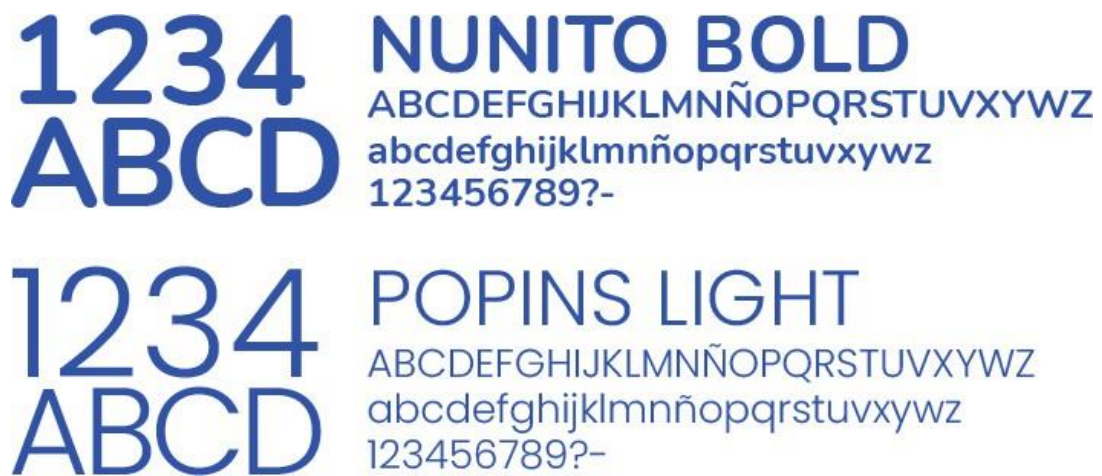 1234
ABCD
NUNITO BOLD
ABCDEFGHIJKLMNÑOPQRSTUVXYWZ
abcdefghijklmnñopqrstuvxywz
123456789?-
1234
ABCD
POPINS LIGHT
ABCDEFGHIJKLMNÑOPQRSTUVXYWZ
abcdefghijklmnñopqrstuvxywz
123456789?-